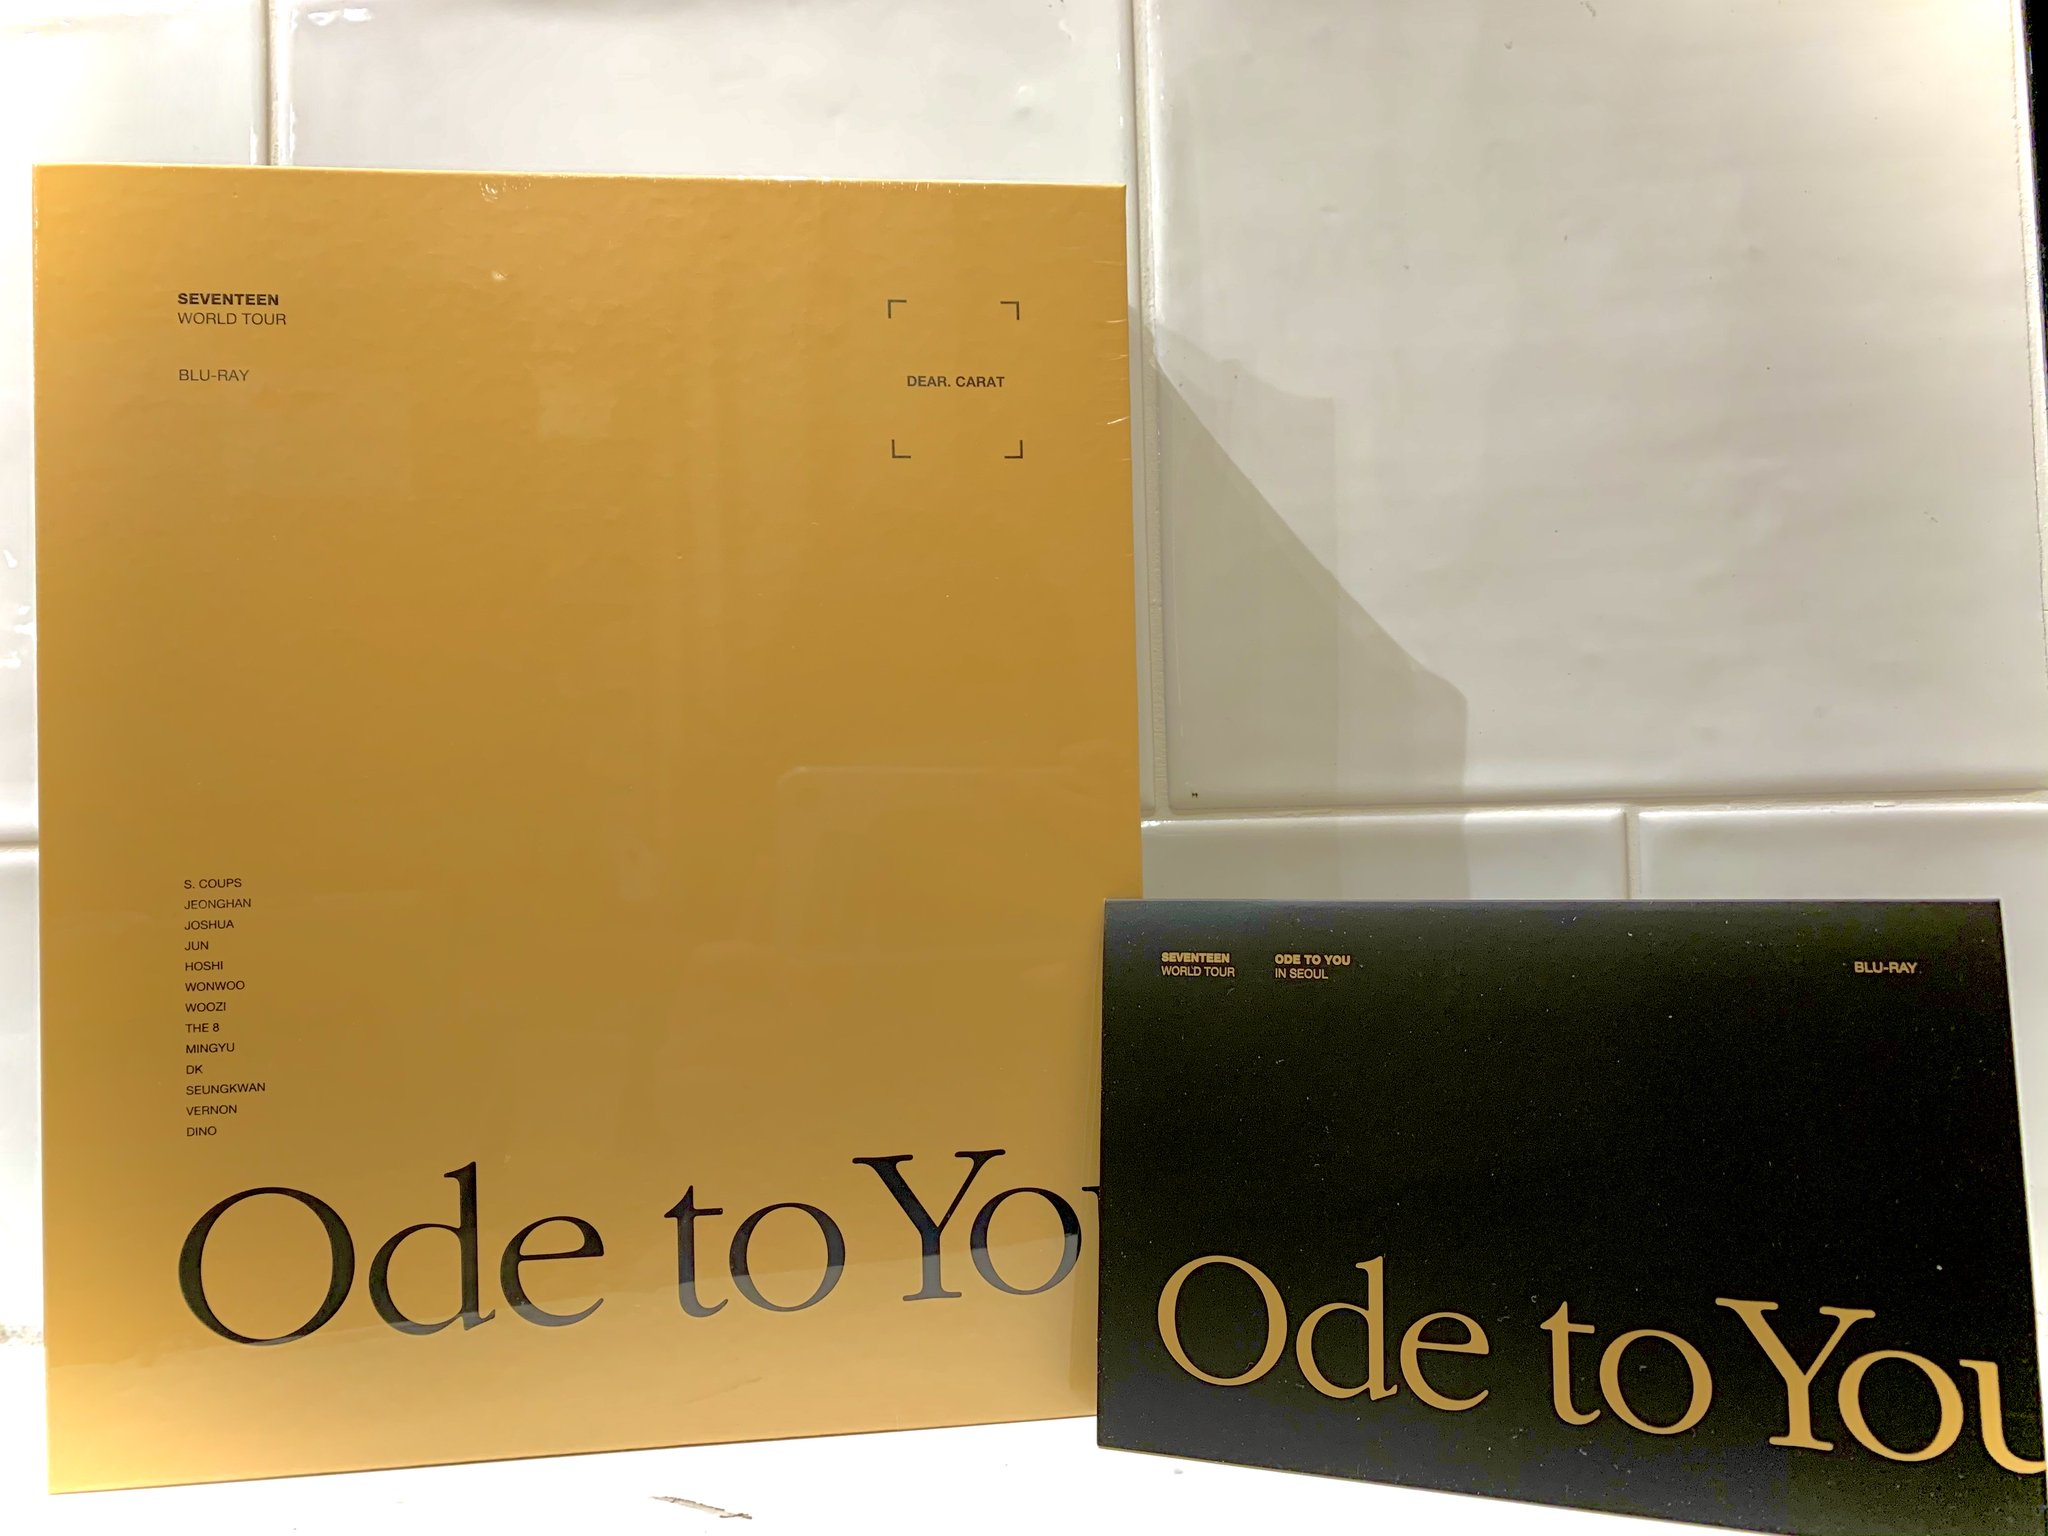 SEVENTEEN
WORLD TOUR
BLU-RAY
DEAR. CARAT
S. COUPS
JEONGHAN
JOSHUA
JUN
HOSHI
WONWOO
WOOZI
THE 8
MINGYU
DK
SEUNGKWAN
VERNON
DINO
Ode to You
SEVENTEEN
WORLD TOUR
ODE TO YOU
IN SEOUL
BLU-RAY
Ode to You